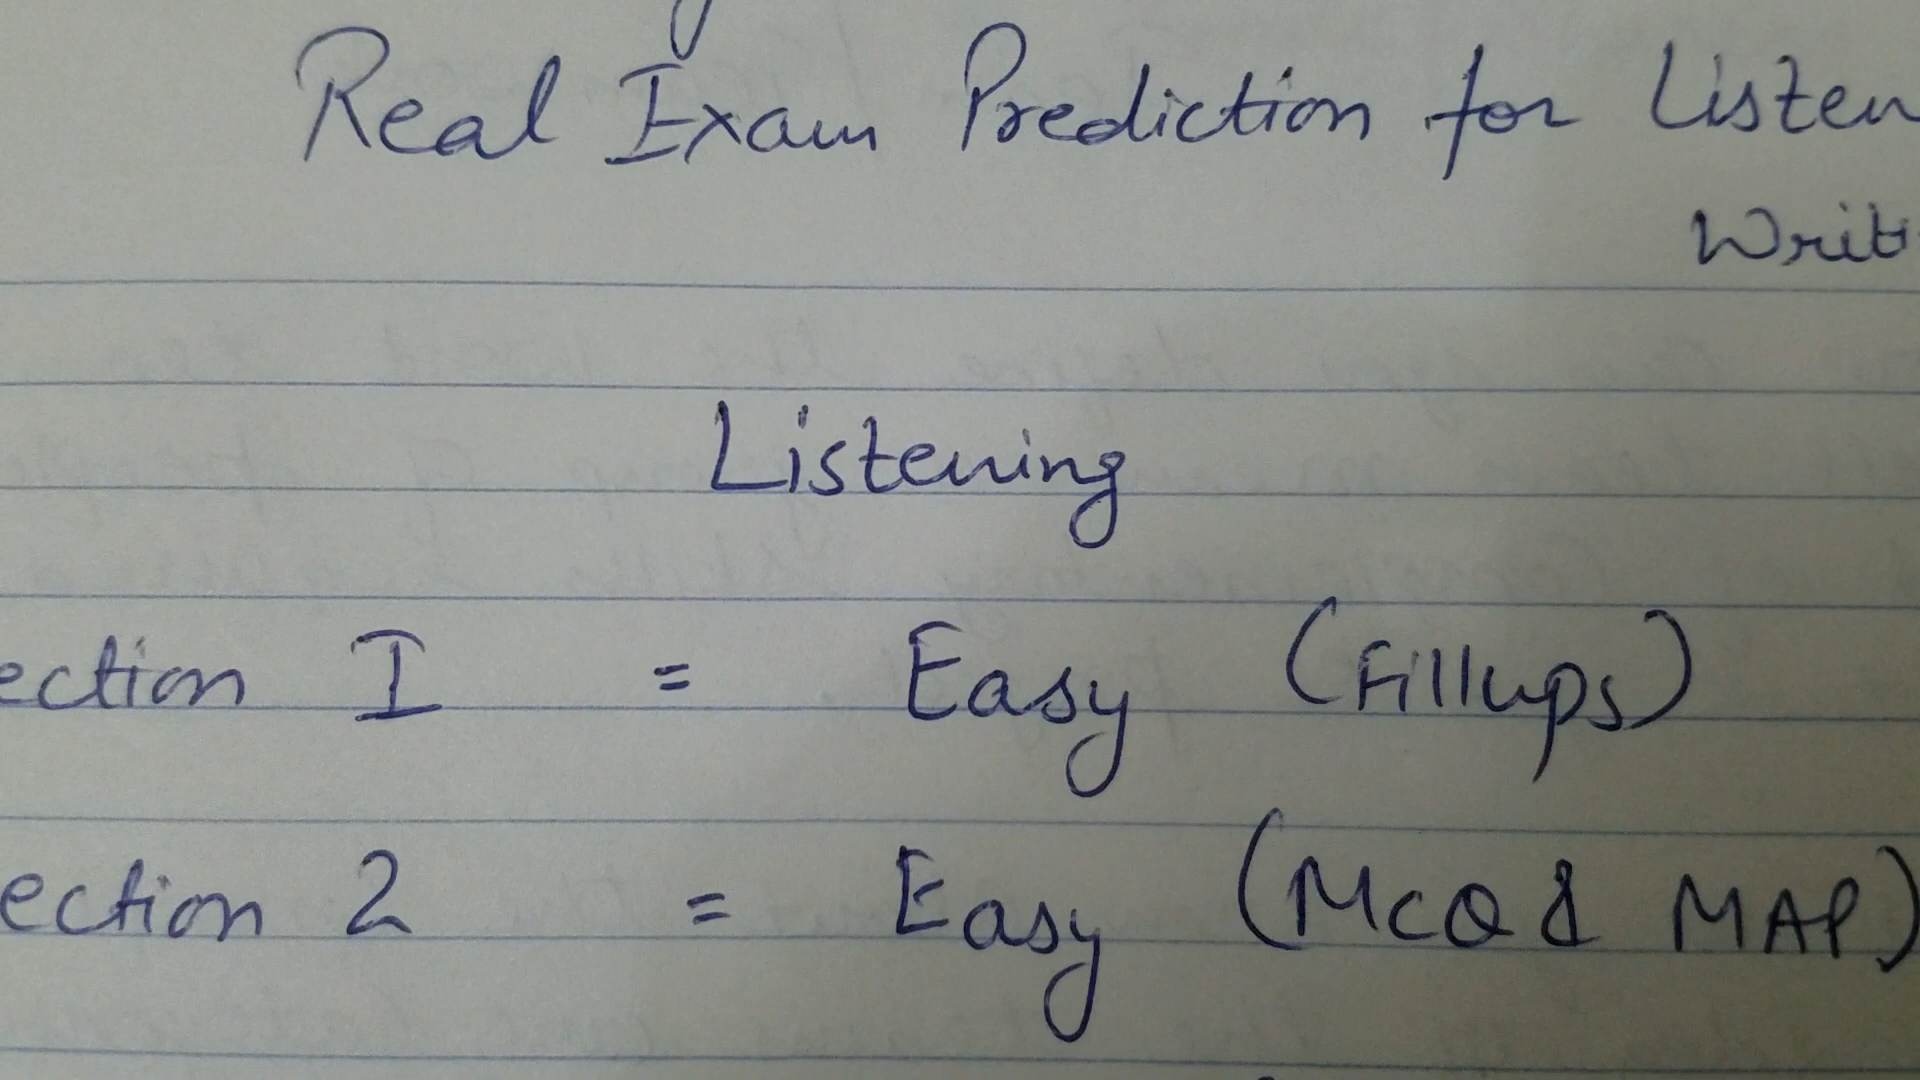 Real Exam Prediction for Listen
Writi
Listening
ection I = Easy (Fillups)
ection 2 = Easy (MCQ & MAP)